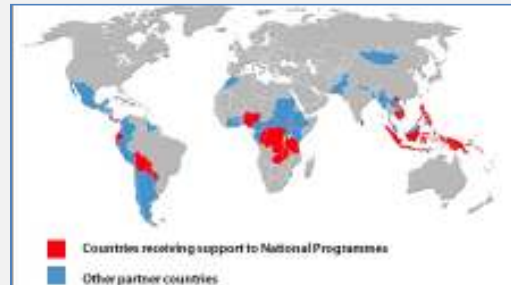 Countries receiving support to National Programmes
Other partner countries